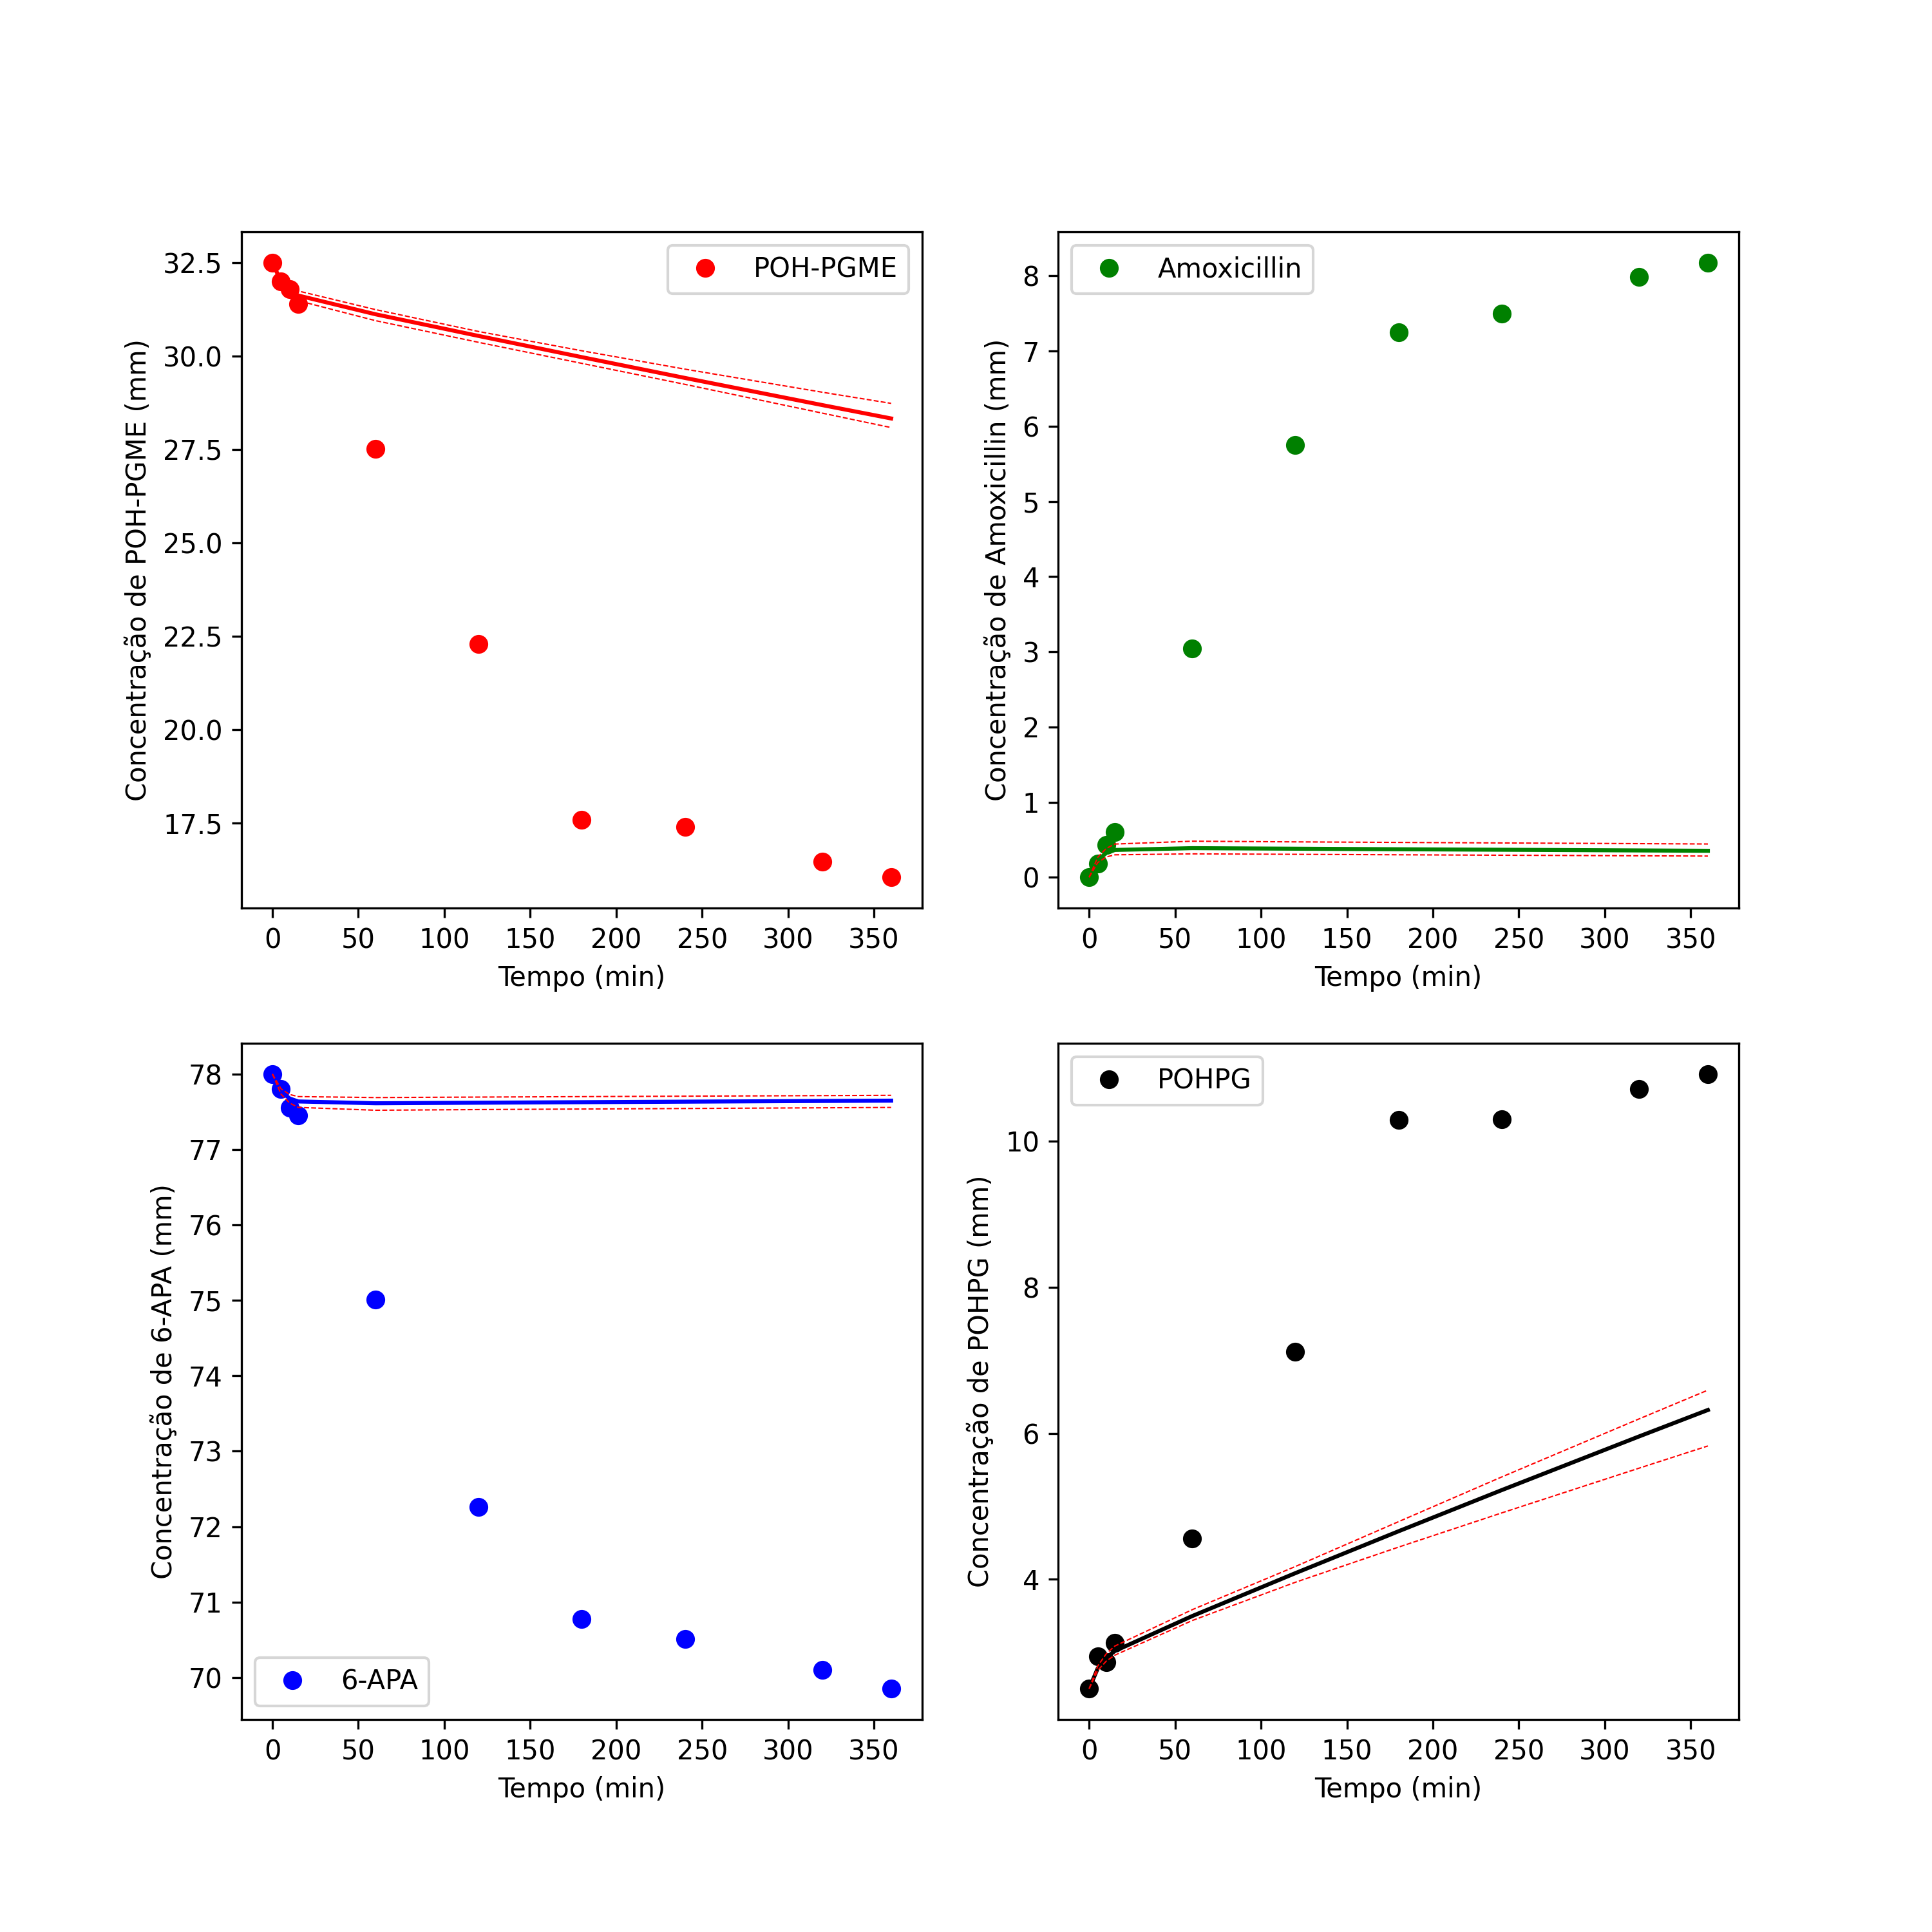 POH-PGME
Concentração de POH-PGME (mm)
32.5
30.0
27.5
25.0
22.5
20.0
17.5
0 50 100 150 200 250 300 350
Tempo (min)
Amoxicillin
Concentração de Amoxicillin (mm)
8
7
6
5
4
3
2
1
0
0 50 100 150 200 250 300 350
Tempo (min)
6-APA
Concentração de 6-APA (mm)
78
77
76
75
74
73
72
71
70
0 50 100 150 200 250 300 350
Tempo (min)
POHPG
Concentração de POHPG (mm)
10
8
6
4
0 50 100 150 200 250 300 350
Tempo (min)